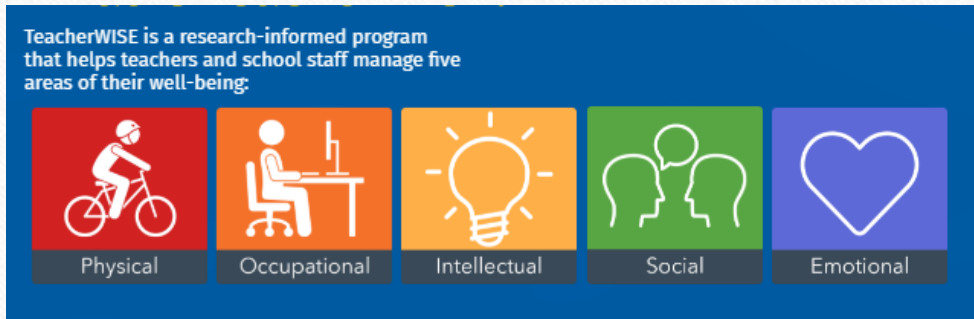 TeacherWISE is a research-informed program
that helps teachers and school staff manage five
areas of their well-being:
Physical
Occupational
Intellectual
Social
Emotional